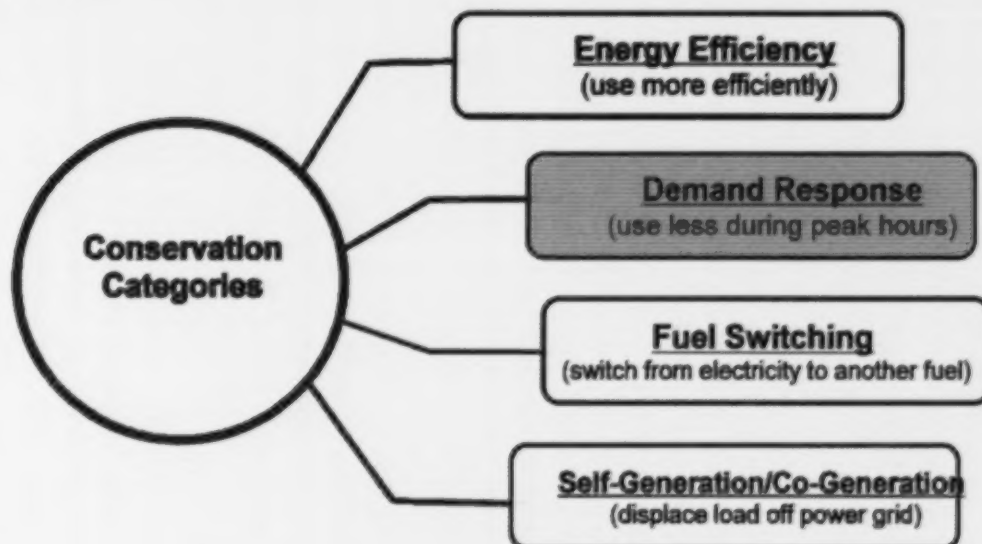 Conservation
Categories
Energy Efficiency
(use more efficiently)
Demand Response
(use less during peak hours)
Fuel Switching
(switch from electricity to another fuel)
Self-Generation/Co-Generation
(displace load off power grid)